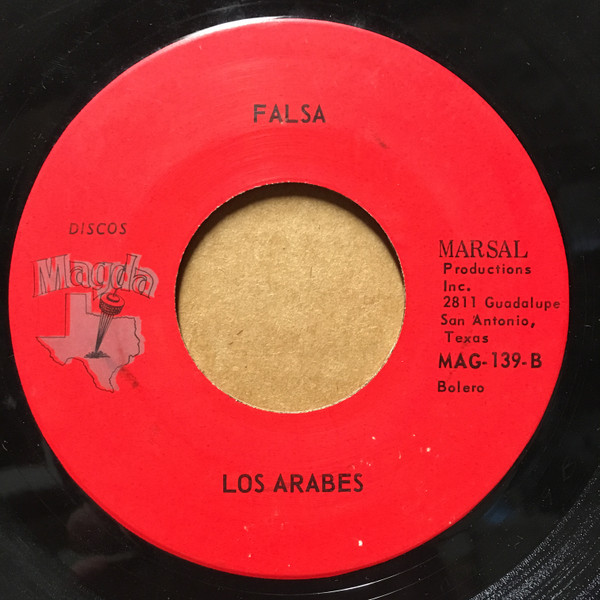 FALSA
DISCOS
Magda
MARSAL
Productions
Inc.
2811 Guadalupe
San Antonio,
Texas
MAG-139-B
Bolero
LOS ARABES